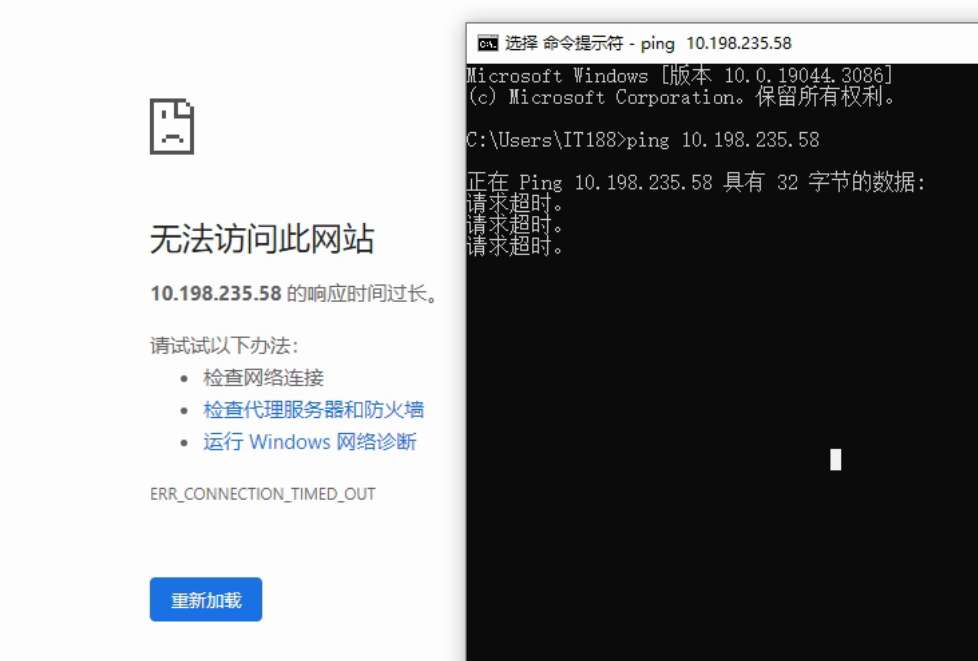 无法访问此网站
10.198.235.58 的响应时间过长。
请试试以下办法：
检查网络连接
检查代理服务器和防火墙
运行 Windows 网络诊断
ERR_CONNECTION_TIMED_OUT
重新加载
选择 命令提示符 - ping 10.198.235.58
Microsoft Windows [版本 10.0.19044.3086]
(c) Microsoft Corporation。保留所有权利。
C:\Users\IT188>ping 10.198.235.58
正在 Ping 10.198.235.58 具有 32 字节的数据:
请求超时。
请求超时。
请求超时。